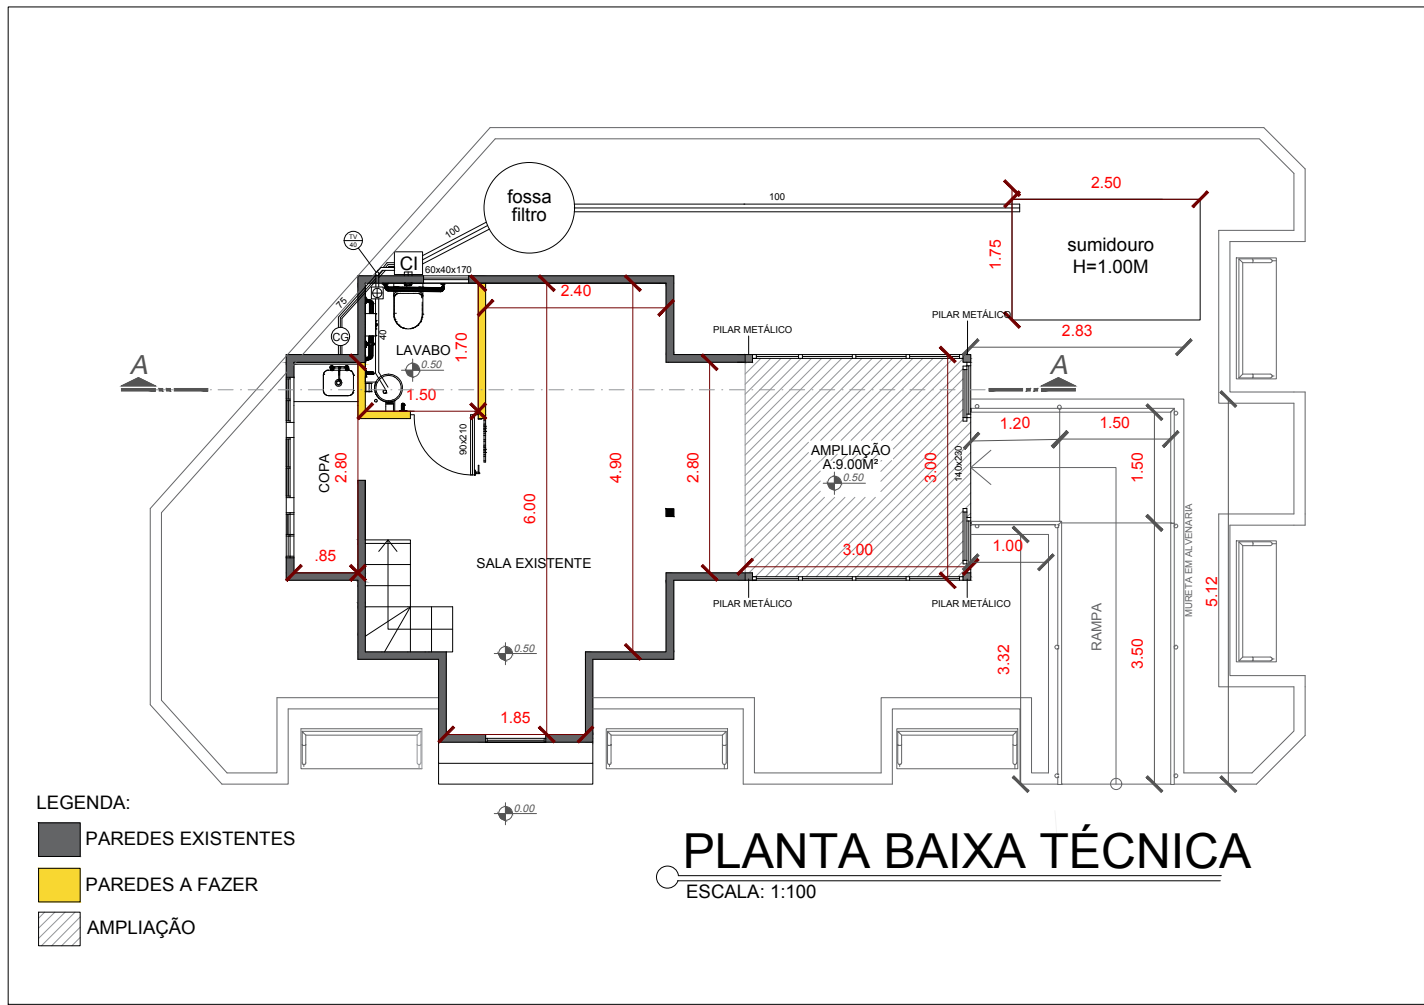 fossa
filtro
100
2.50
TV
40
100
CI
60x40x170
1.75
sumidouro
H=1.00M
75
2.40
CG
40
PILAR METÁLICO
PILAR METÁLICO
2.83
A
LAVABO
0.50
1.70
A
1.50
1.20
1.50
90x210
COPA
2.80
6.00
4.90
2.80
AMPLIAÇÃO
A:9.00M²
0.50
3.00
140x230
1.50
MURETA EM ALVENARIA
.85
SALA EXISTENTE
3.00
1.00
5.12
PILAR METÁLICO
PILAR METÁLICO
RAMPA
0.50
3.32
3.50
1.85
0.00
LEGENDA:
PAREDES EXISTENTES
PAREDES A FAZER
AMPLIAÇÃO
PLANTA BAIXA TÉCNICA
ESCALA: 1:100